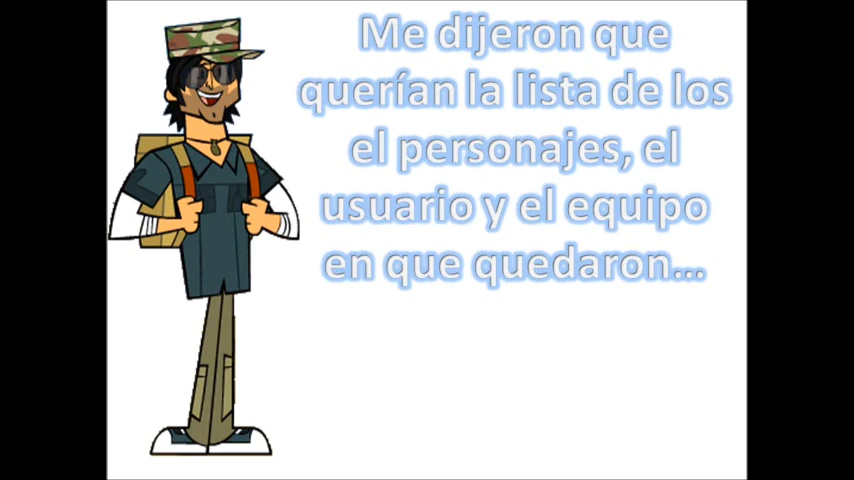 Me dijeron que
querían la lista de los
el personajes, el
usuario y el equipo
en que quedaron...